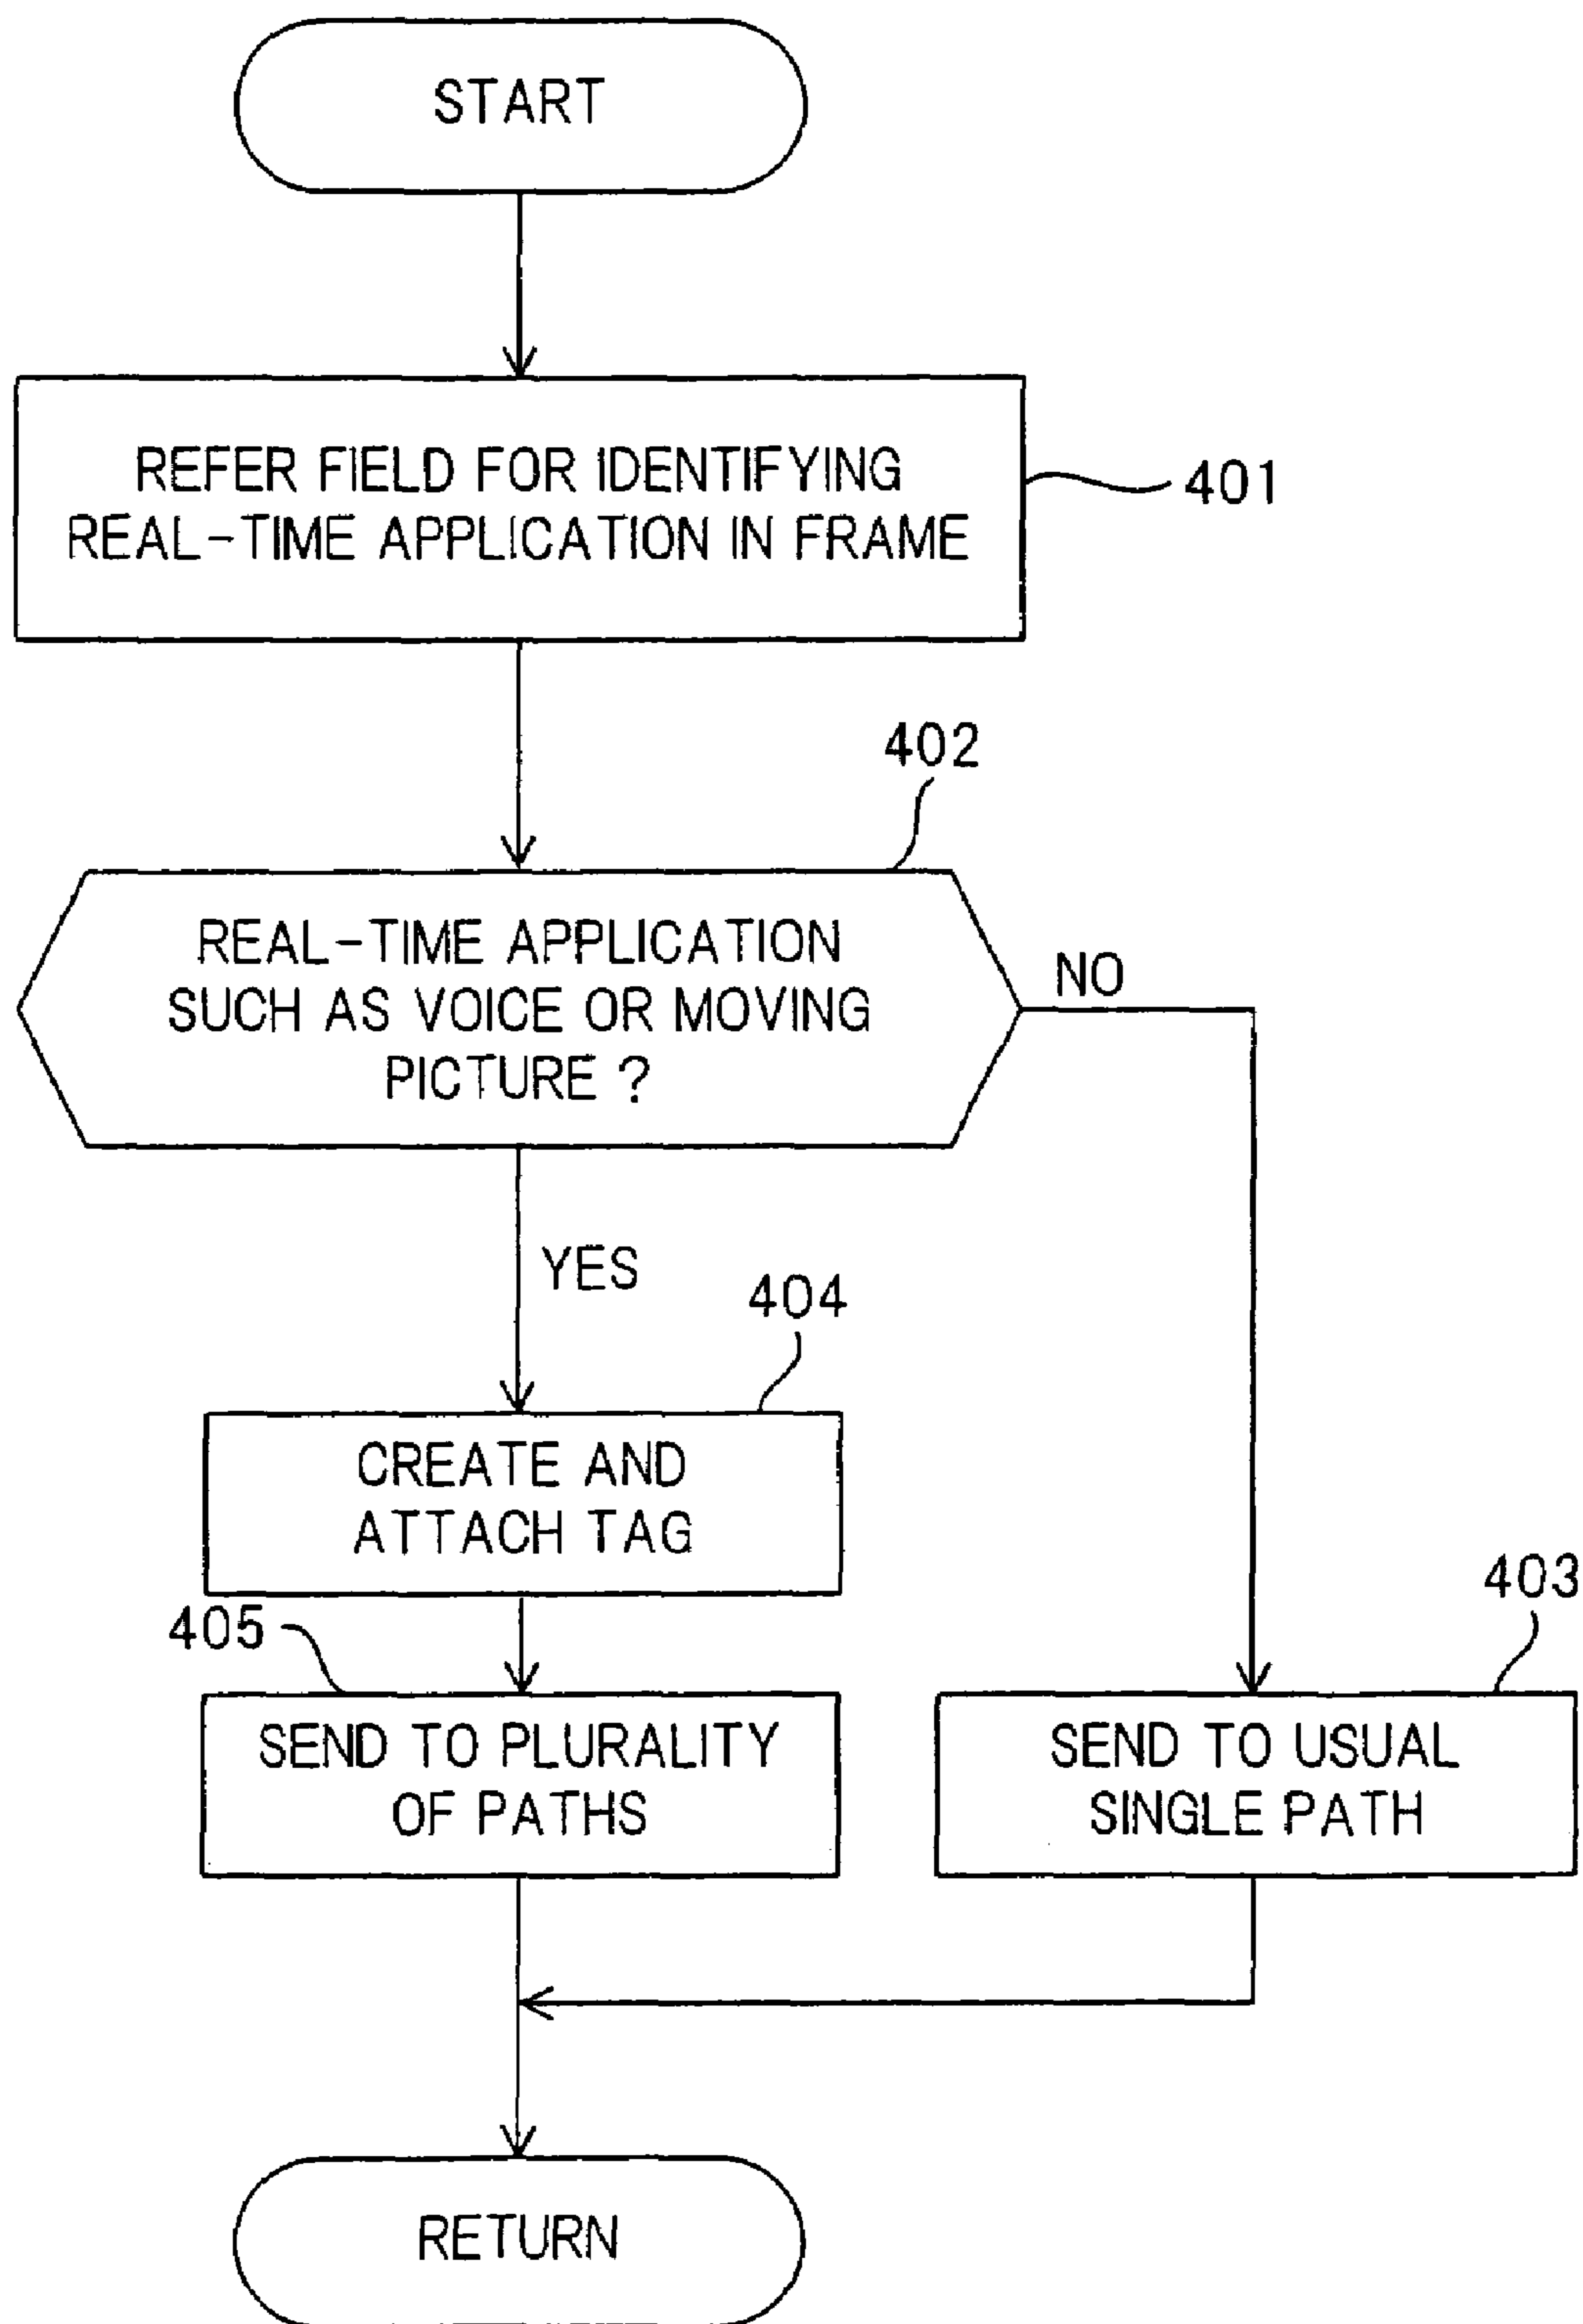 START
REFER FIELD FOR IDENTIFYING
REAL-TIME APPLICATION IN FRAME
401
402
REAL-TIME APPLICATION
SUCH AS VOICE OR MOVING
PICTURE ?
NO
YES
404
CREATE AND
ATTACH TAG
403
405
SEND TO PLURALITY
OF PATHS
SEND TO USUAL
SINGLE PATH
RETURN